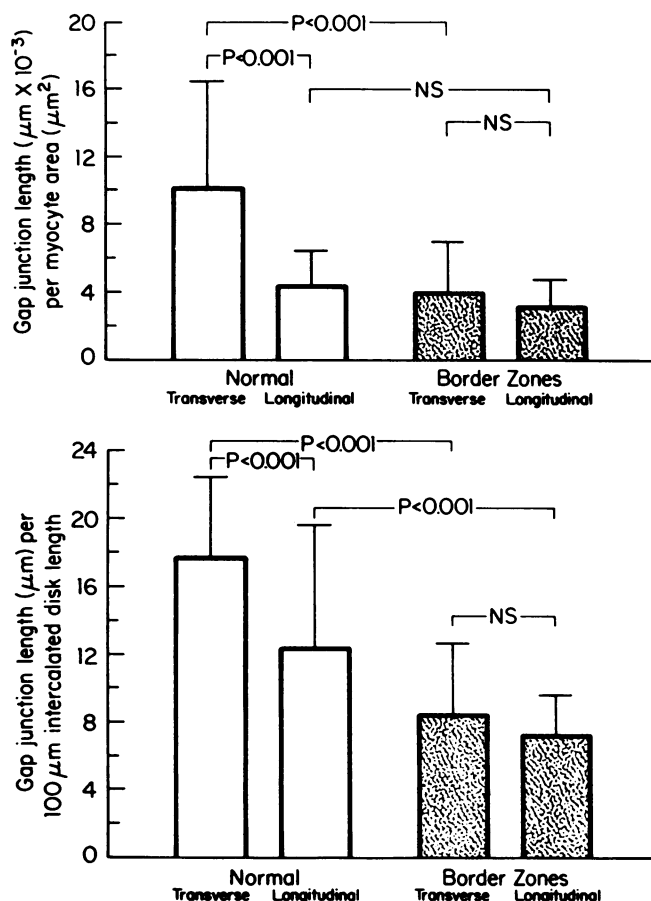 Gap junction length (μm X 10⁻³)
per myocyte area (μm²)
20
16
12
8
4
0
P<0.001
P<0.001
NS
NS
Normal
Border Zones
Transverse Longitudinal
Transverse Longitudinal
Gap junction length (μm) per
100 μm intercalated disk length
24
20
16
12
8
4
0
P<0.001
P<0.001
P<0.001
NS
Normal
Border Zones
Transverse Longitudinal
Transverse Longitudinal